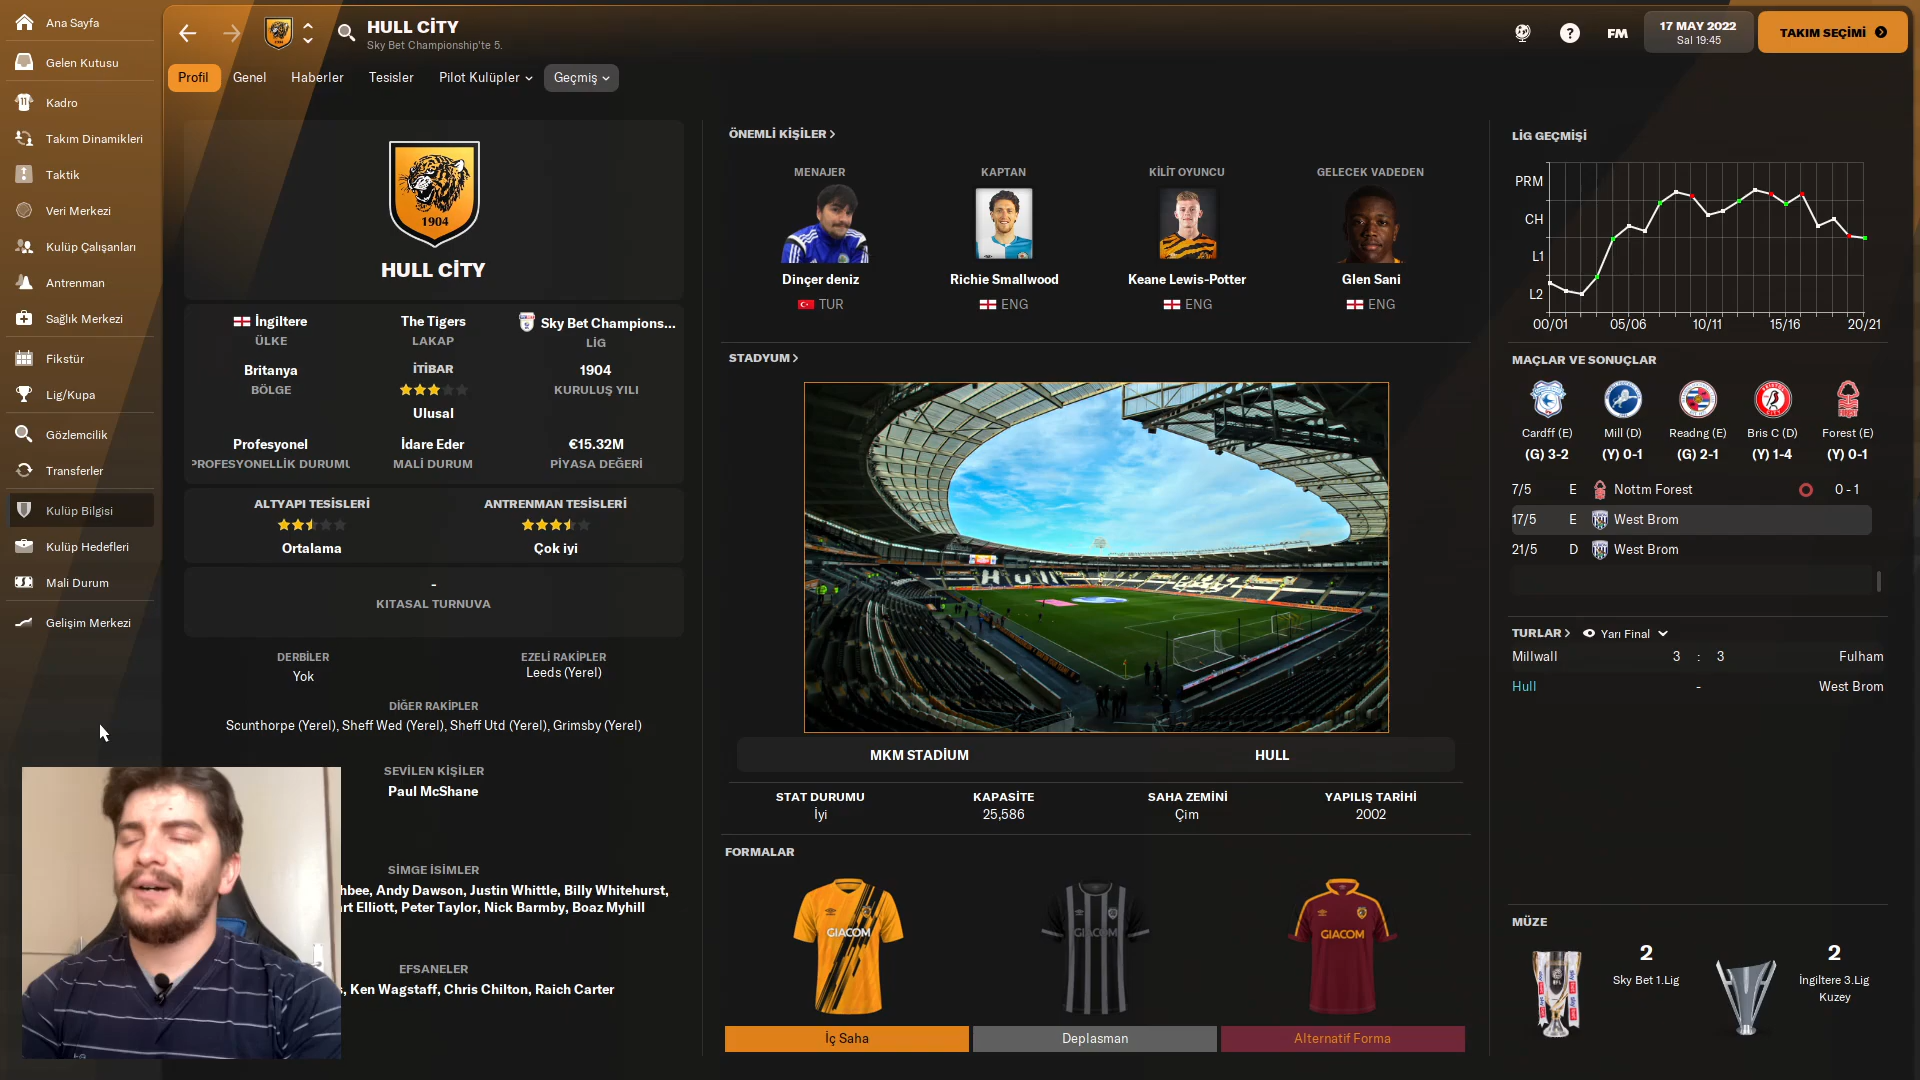 Ana Sayfa
Gelen Kutusu
Kadro
Takım Dinamikleri
Taktik
Veri Merkezi
Kulüp Çalışanları
Antrenman
Sağlık Merkezi
Fikstür
Lig/Kupa
Gözlemcilik
Transferler
Kulüp Bilgisi
Kulüp Hedefleri
Mali Durum
Gelişim Merkezi
HULL CİTY
Sky Bet Championship'te 5.
?
FM
17 MAY 2022
Sal 19:45
TAKIM SEÇİMİ
Profil
Genel
Haberler
Tesisler
Pilot Kulüpler
Geçmiş
1904
HULL CİTY
İngiltere
ÜLKE
The Tigers
LAKAP
Sky Bet Champions...
LİG
Britanya
BÖLGE
İTİBAR
Ulusal
1904
KURULUŞ YILI
Profesyonel
PROFESYONELLİK DURUMU
İdare Eder
MALİ DURUM
€15.32M
PİYASA DEĞERİ
ALTYAPI TESİSLERİ
Ortalama
ANTRENMAN TESİSLERİ
Çok iyi
-
KITASAL TURNUVA
DERBİLER
Yok
EZELİ RAKİPLER
Leeds (Yerel)
DİĞER RAKİPLER
Scunthorpe (Yerel), Sheff Wed (Yerel), Sheff Utd (Yerel), Grimsby (Yerel)
SEVİLEN KİŞİLER
Paul McShane
SİMGE İSİMLER
hbee, Andy Dawson, Justin Whittle, Billy Whitehurst,
rt Elliott, Peter Taylor, Nick Barmby, Boaz Myhill
EFSANELER
, Ken Wagstaff, Chris Chilton, Raich Carter
ÖNEMLİ KİŞİLER
MENAJER
Dinçer deniz
TUR
KAPTAN
Richie Smallwood
ENG
KİLİT OYUNCU
Keane Lewis-Potter
ENG
GELECEK VADEDEN
Glen Sani
ENG
STADYUM
HULL
MKM STADİUM
HULL
STAT DURUMU
İyi
KAPASİTE
25,586
SAHA ZEMİNİ
Çim
YAPILIŞ TARİHİ
2002
FORMALAR
GIACOM
GIACOM
GIACOM
İç Saha
Deplasman
Alternatif Forma
LİG GEÇMİŞİ
PRM
CH
L1
L2
00/01
05/06
10/11
15/16
20/21
MAÇLAR VE SONUÇLAR
Cardff (E)
Mill (D)
Readng (E)
Bris C (D)
Forest (E)
(G) 3-2
(Y) 0-1
(G) 2-1
(Y) 1-4
(Y) 0-1
7/5 E Nottm Forest 0 - 1
17/5 E West Brom
21/5 D West Brom
TURLAR
Yarı Final
Millwall 3 : 3 Fulham
Hull - West Brom
MÜZE
2
Sky Bet 1.Lig
2
İngiltere 3.Lig
Kuzey